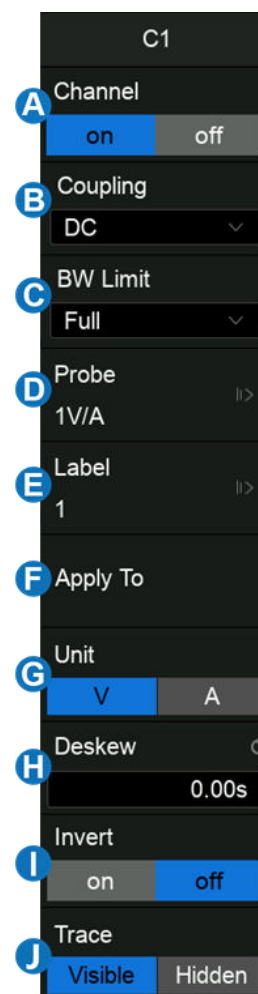 C1
A Channel
on off
B Coupling
DC
C BW Limit
Full
D Probe
1V/A
E Label
1
F Apply To
G Unit
V A
H Deskew
0.00s
I Invert
on off
J Trace
Visible Hidden